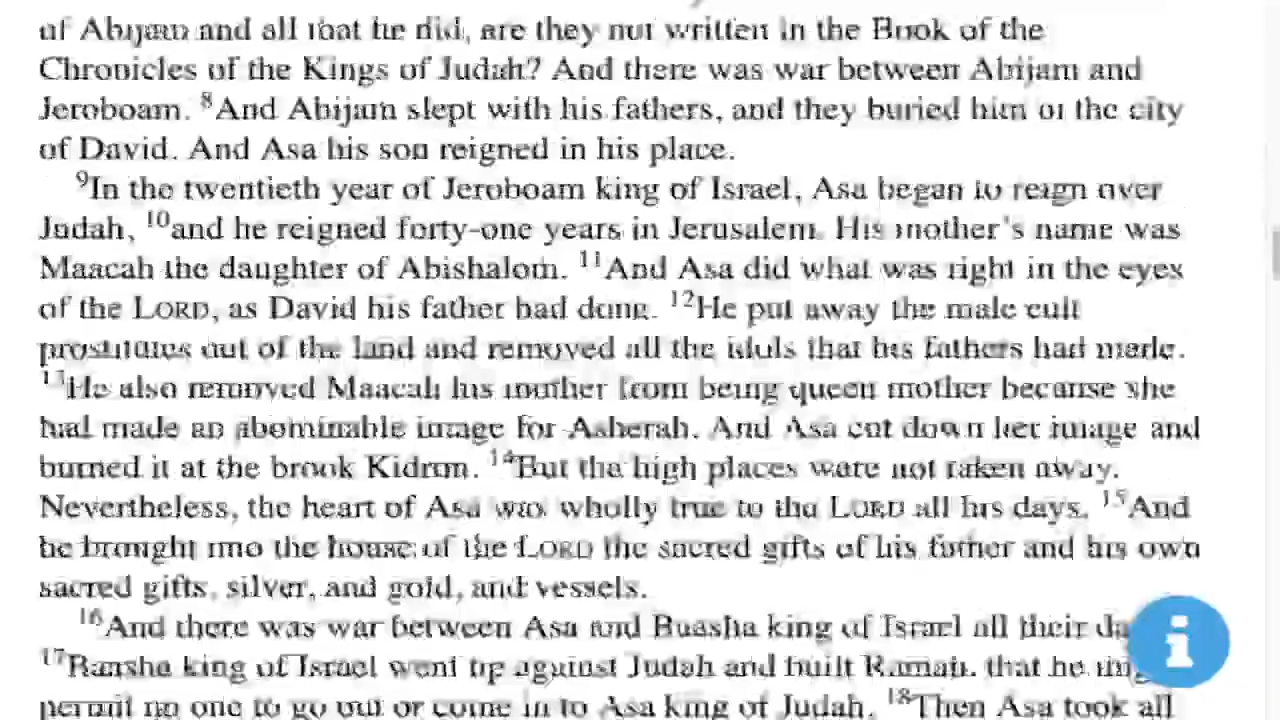 of Abijam and all that he did, are they not written in the Book of the
Chronicles of the Kings of Judah? And there was war between Abijam and
Jeroboam. 8And Abijam slept with his fathers, and they buried him in the city
of David. And Asa his son reigned in his place.
9In the twentieth year of Jeroboam king of Israel, Asa began to reign over
Judah, 10and he reigned forty-one years in Jerusalem. His mother's name was
Maacah the daughter of Abishalom. 11And Asa did what was right in the eyes
of the LORD, as David his father had done. 12He put away the male cult
prostitutes out of the land and removed all the idols that his fathers had made.
13He also removed Maacah his mother from being queen mother because she
had made an abominable image for Asherah. And Asa cut down her image and
burned it at the brook Kidron. 14But the high places were not taken away.
Nevertheless, the heart of Asa was wholly true to the LORD all his days. 15And
he brought into the house of the LORD the sacred gifts of his father and his own
sacred gifts, silver, and gold, and vessels.
16And there was war between Asa and Baasha king of Israel all their da
17Baasha king of Israel went up against Judah and built Ramah, that he mig
permit no one to go out or come in to Asa king of Judah. 18Then Asa took all